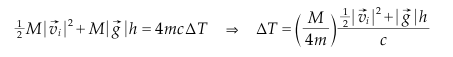 ½M|v⃗ᵢ|² + M|g⃗|h = 4mcΔT ⇒ ΔT = (M/4m) (½|v⃗ᵢ|² + |g⃗|h)/c